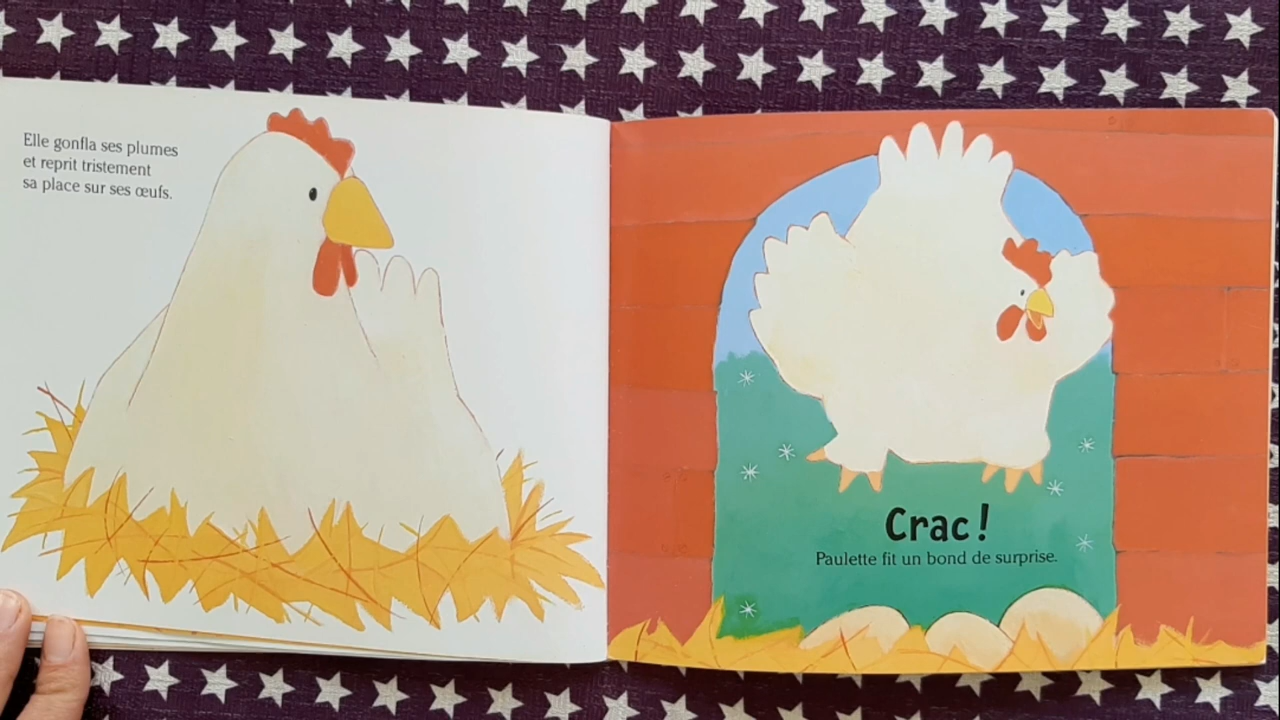 Elle gonfla ses plumes
et reprit tristement
sa place sur ses œufs.
Crac !
Paulette fit un bond de surprise.